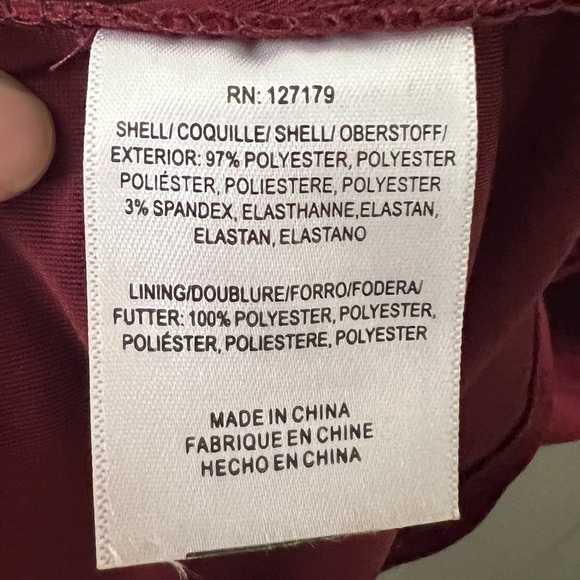 RN: 127179
SHELL/ COQUILLE/ SHELL/ OBERSTOFF/
EXTERIOR: 97% POLYESTER, POLYESTER
POLIÉSTER, POLIESTERE, POLYESTER
3% SPANDEX, ELASTHANNE,ELASTAN,
ELASTAN, ELASTANO
LINING/DOUBLURE/FORRO/FODERA/
FUTTER: 100% POLYESTER, POLYESTER,
POLIÉSTER, POLIESTERE, POLYESTER
MADE IN CHINA
FABRIQUE EN CHINE
HECHO EN CHINA